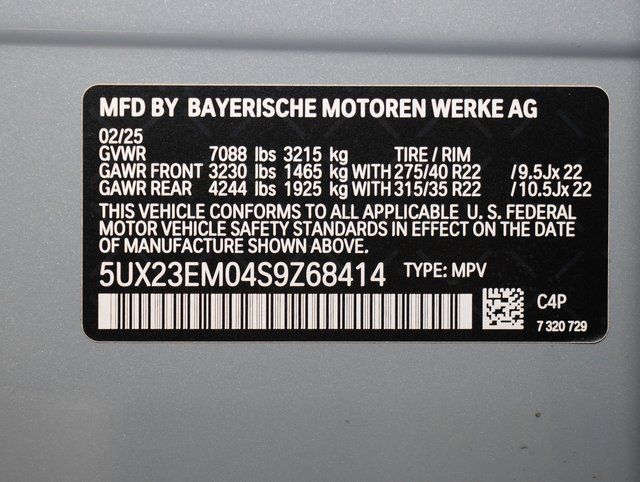 MFD BY BAYERISCHE MOTOREN WERKE AG
02/25
GVWR 7088 lbs 3215 kg TIRE / RIM
GAWR FRONT 3230 lbs 1465 kg WITH 275/40 R22 / 9.5Jx 22
GAWR REAR 4244 lbs 1925 kg WITH 315/35 R22 / 10.5Jx 22
THIS VEHICLE CONFORMS TO ALL APPLICABLE U. S. FEDERAL
MOTOR VEHICLE SAFETY STANDARDS IN EFFECT ON THE
DATE OF MANUFACTURE SHOWN ABOVE.
5UX23EM04S9Z68414 TYPE: MPV
C4P
7 320 729